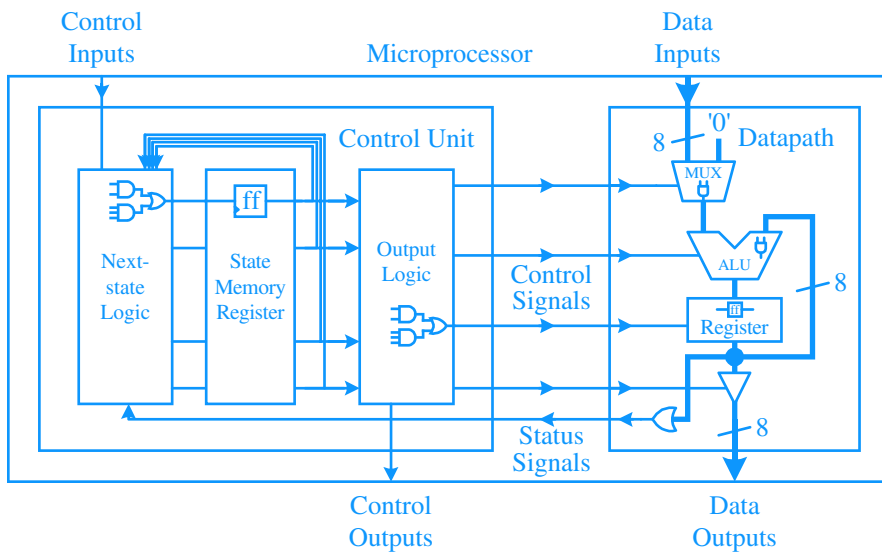 Control
Inputs
Microprocessor
Data
Inputs
Control Unit
8
'0'
Datapath
MUX
ff
Next-
state
Logic
State
Memory
Register
Output
Logic
Control
Signals
ALU
8
ff
Register
Status
Signals
8
Control
Outputs
Data
Outputs